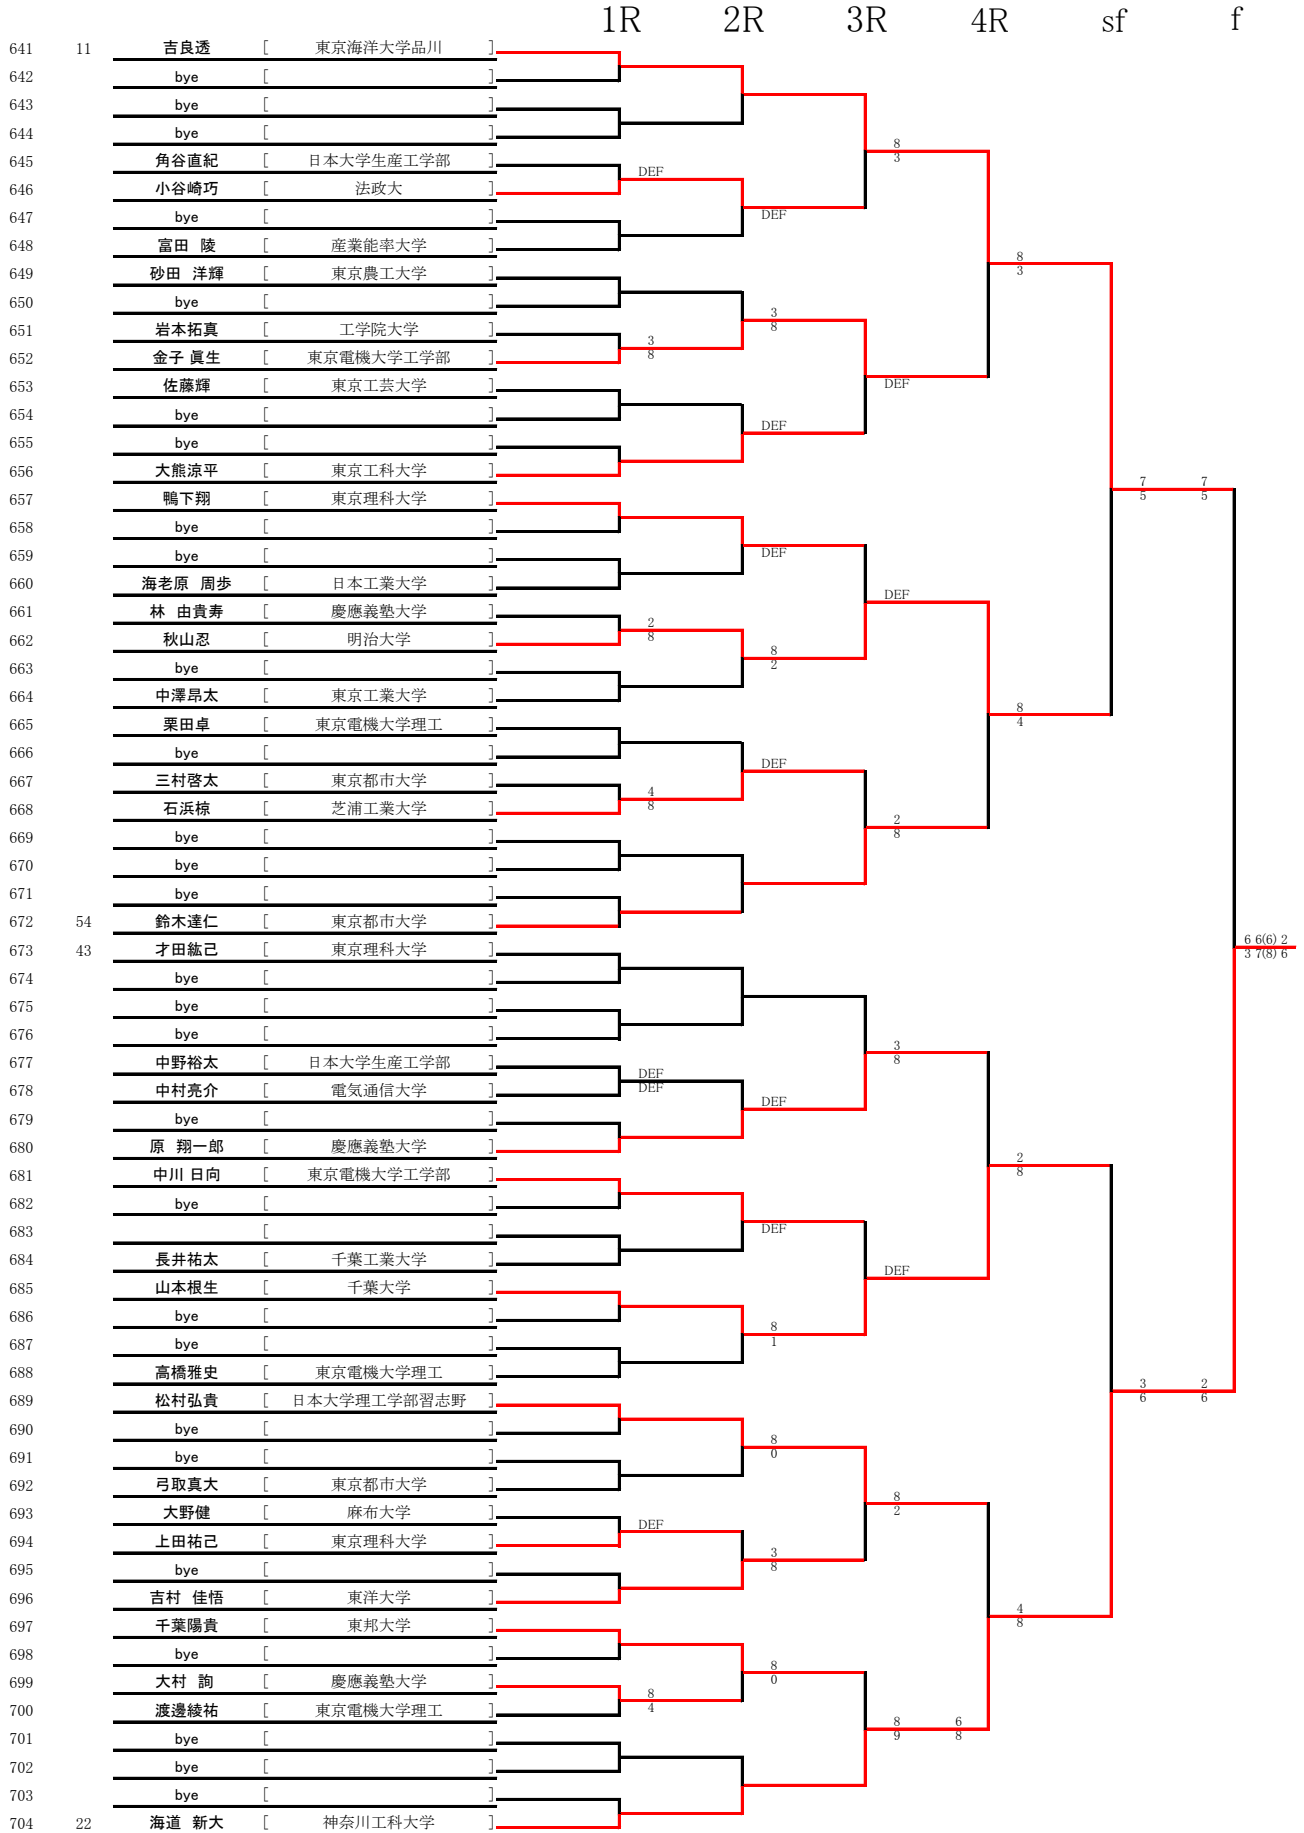 1R 2R 3R 4R sf f
641 11 吉良透 [ 東京海洋大学品川 ]
642 bye [ ]
643 bye [ ]
644 bye [ ]
8
3
645 角谷直紀 [ 日本大学生産工学部 ]
DEF
646 小谷崎巧 [ 法政大 ]
647 bye [ ]
DEF
648 富田 陵 [ 産業能率大学 ]
649 砂田 洋輝 [ 東京農工大学 ]
8
3
650 bye [ ]
651 岩本拓真 [ 工学院大学 ]
3
8
652 金子 眞生 [ 東京電機大学工学部 ]
3
8
653 佐藤輝 [ 東京工芸大学 ]
DEF
654 bye [ ]
DEF
655 bye [ ]
656 大熊涼平 [ 東京工科大学 ]
657 鴨下翔 [ 東京理科大学 ]
7 7
5 5
658 bye [ ]
659 bye [ ]
DEF
660 海老原 周歩 [ 日本工業大学 ]
DEF
661 林 由貴寿 [ 慶應義塾大学 ]
2
8
662 秋山忍 [ 明治大学 ]
663 bye [ ]
8
2
664 中澤昂太 [ 東京工業大学 ]
8
4
665 栗田卓 [ 東京電機大学理工 ]
666 bye [ ]
DEF
667 三村啓太 [ 東京都市大学 ]
4
8
668 石浜椋 [ 芝浦工業大学 ]
2
8
669 bye [ ]
670 bye [ ]
671 bye [ ]
672 54 鈴木達仁 [ 東京都市大学 ]
673 43 才田紘己 [ 東京理科大学 ]
6 6(6) 2
3 7(8) 6
674 bye [ ]
675 bye [ ]
676 bye [ ]
3
8
677 中野裕太 [ 日本大学生産工学部 ]
DEF
DEF
678 中村亮介 [ 電気通信大学 ]
DEF
679 bye [ ]
680 原 翔一郎 [ 慶應義塾大学 ]
2
8
681 中川 日向 [ 東京電機大学工学部 ]
682 bye [ ]
683 [ ]
DEF
684 長井祐太 [ 千葉工業大学 ]
DEF
685 山本根生 [ 千葉大学 ]
686 bye [ ]
8
1
687 bye [ ]
688 高橋雅史 [ 東京電機大学理工 ]
3 2
6 6
689 松村弘貴 [ 日本大学理工学部習志野 ]
690 bye [ ]
8
0
691 bye [ ]
692 弓取真大 [ 東京都市大学 ]
8
2
693 大野健 [ 麻布大学 ]
DEF
694 上田祐己 [ 東京理科大学 ]
3
8
695 bye [ ]
696 吉村 佳悟 [ 東洋大学 ]
4
8
697 千葉陽貴 [ 東邦大学 ]
698 bye [ ]
8
0
699 大村 詢 [ 慶應義塾大学 ]
8
4
700 渡邊綾祐 [ 東京電機大学理工 ]
8 6
9 8
701 bye [ ]
702 bye [ ]
703 bye [ ]
704 22 海道 新大 [ 神奈川工科大学 ]